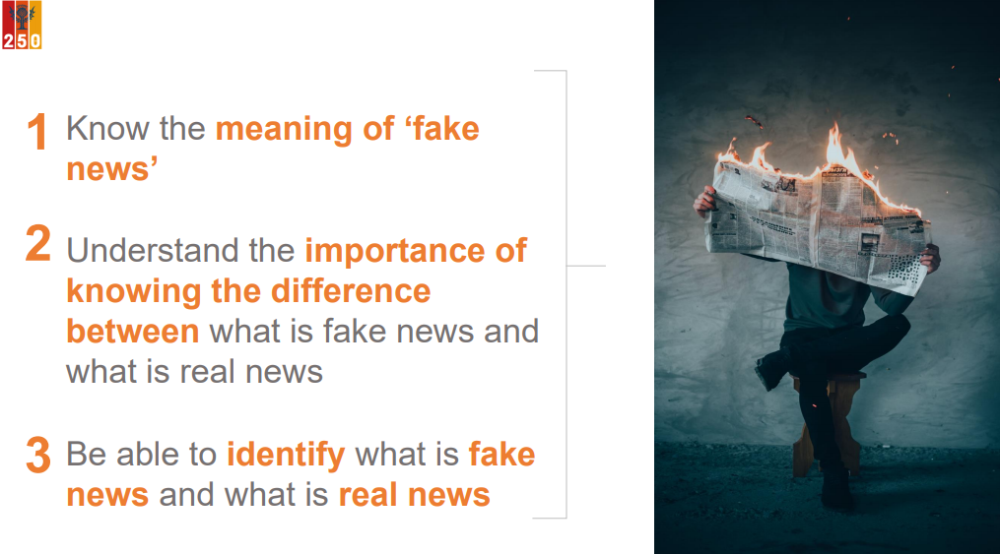 250
1 Know the meaning of ‘fake
news’
2 Understand the importance of
knowing the difference
between what is fake news and
what is real news
3 Be able to identify what is fake
news and what is real news